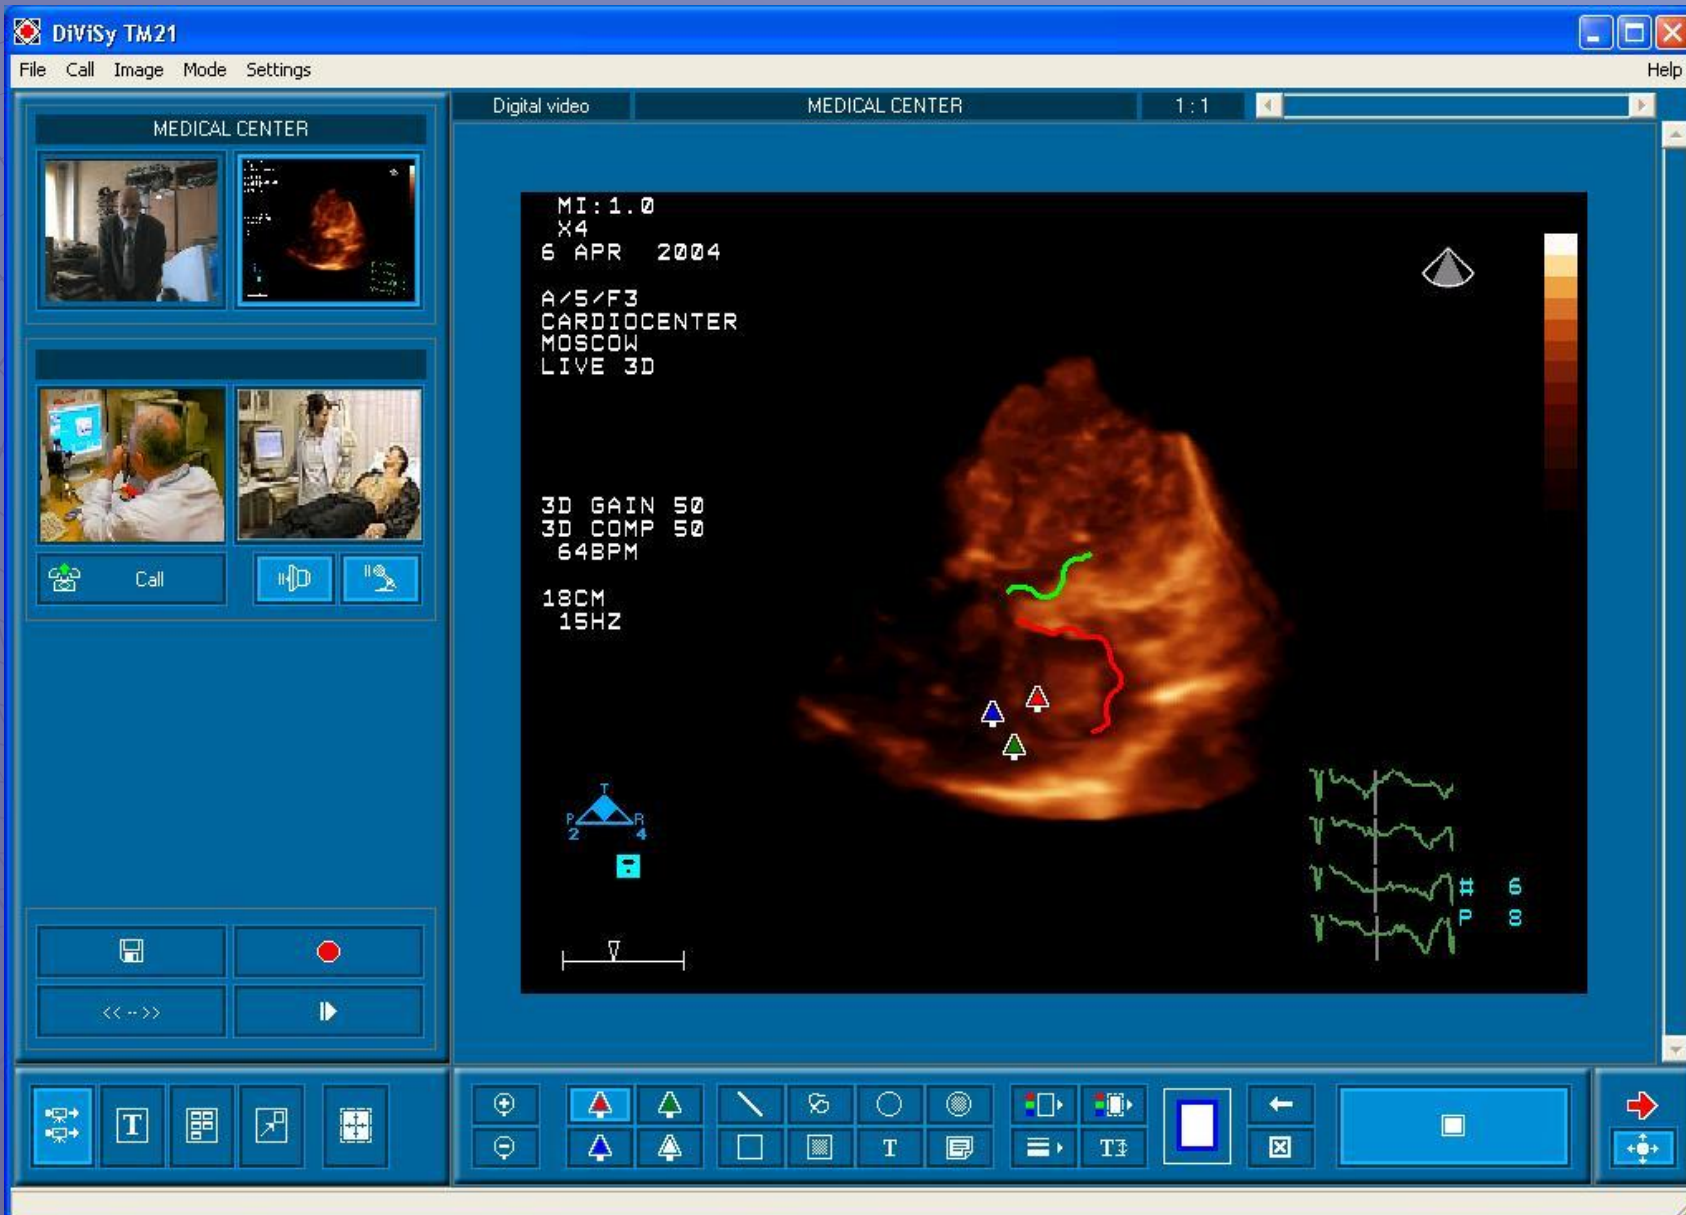 DiViSy TM21
File Call Image Mode Settings Help
MEDICAL CENTER
Digital video MEDICAL CENTER 1:1
MI:1.0
X4
6 APR 2004
A/5/F3
CARDIOCENTER
MOSCOW
LIVE 3D
3D GAIN 50
3D COMP 50
64BPM
18CM
15HZ
Call
T
P R
2 4
# 6
P 8
<< -- >>
T
T T